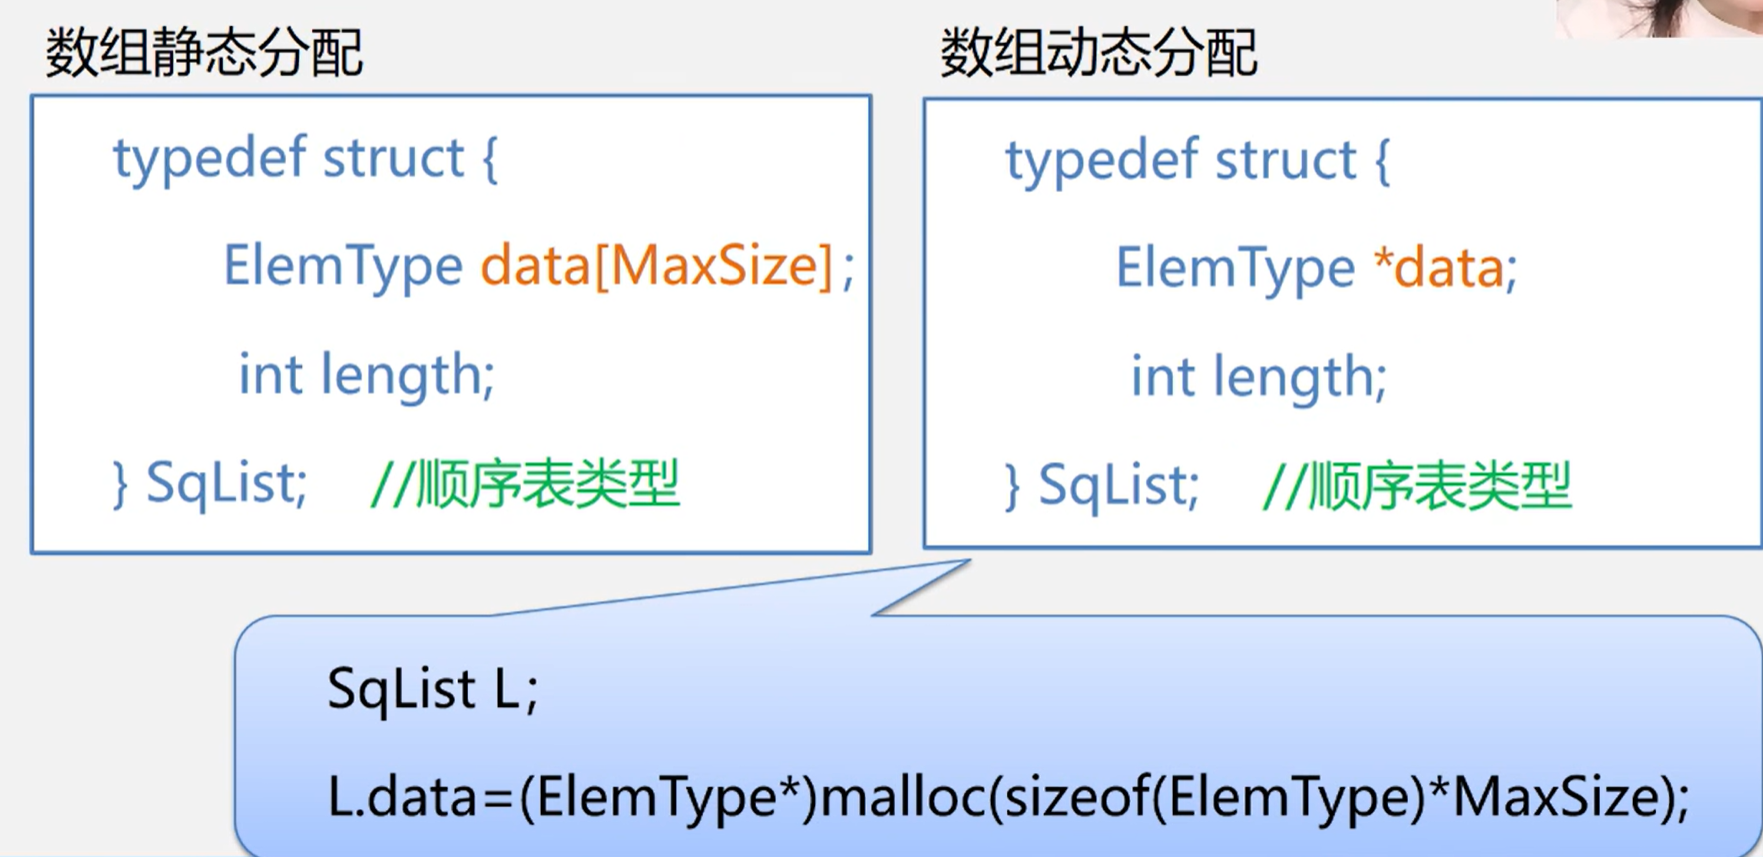 数组静态分配
typedef struct {
ElemType data[MaxSize];
int length;
} SqList; //顺序表类型
数组动态分配
typedef struct {
ElemType *data;
int length;
} SqList; //顺序表类型
SqList L;
L.data=(ElemType*)malloc(sizeof(ElemType)*MaxSize);